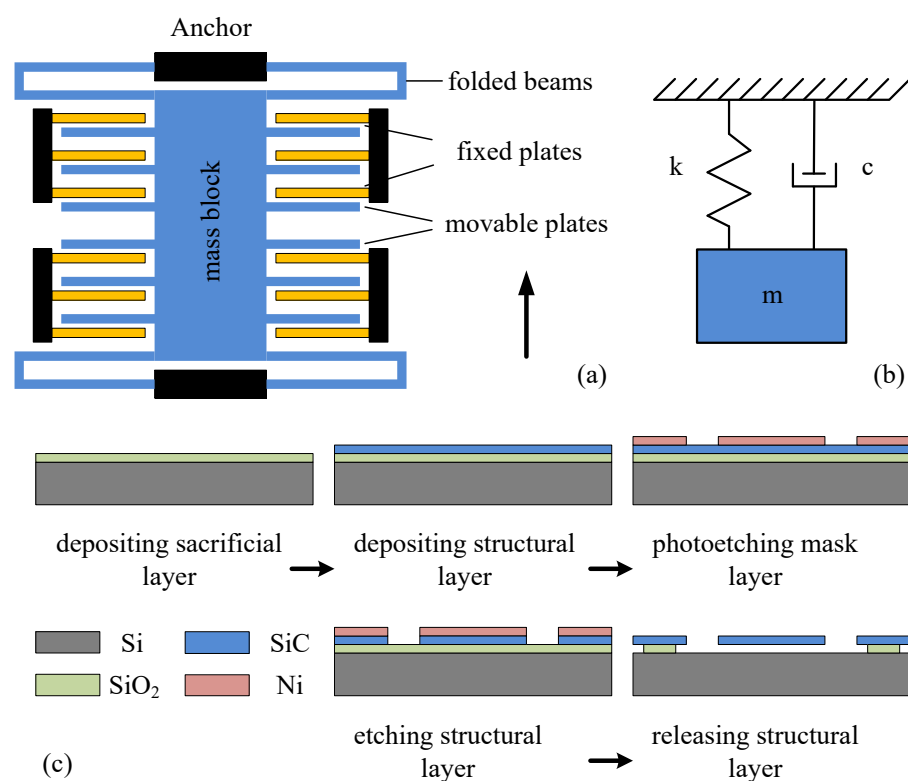 Anchor
folded beams
fixed plates
movable plates
mass block
(a)
k
c
m
(b)
depositing sacrificial
layer
depositing structural
layer
photoetching mask
layer
Si
SiC
SiO₂
Ni
etching structural
layer
releasing structural
layer
(c)